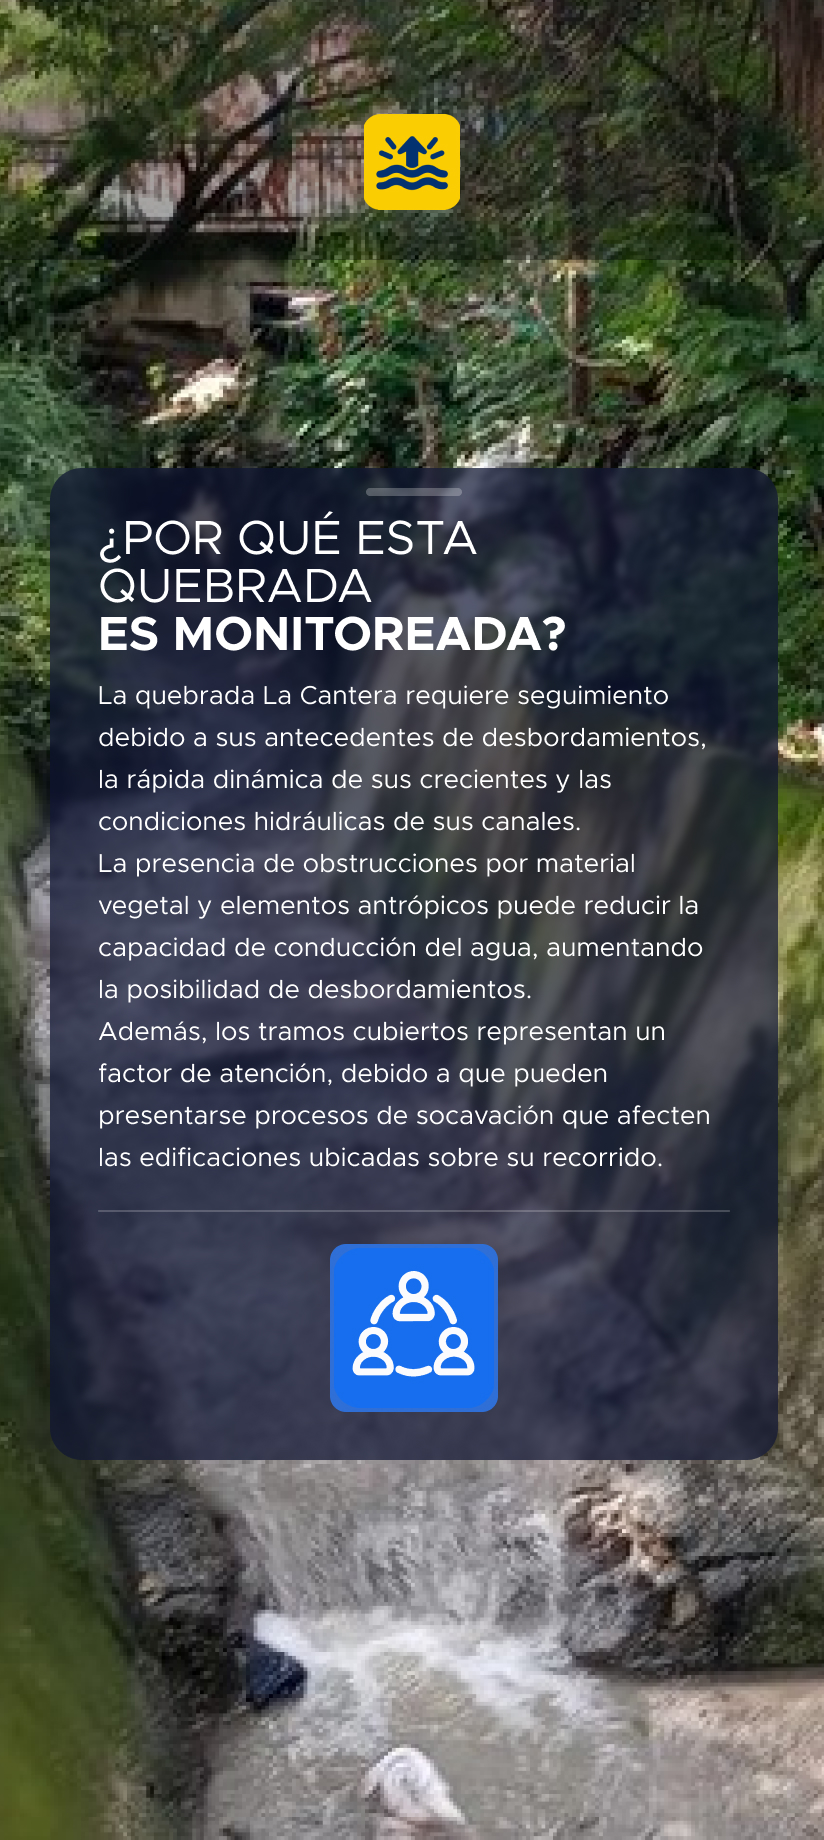 ¿POR QUÉ ESTA
QUEBRADA
ES MONITOREADA?
La quebrada La Cantera requiere seguimiento
debido a sus antecedentes de desbordamientos,
la rápida dinámica de sus crecientes y las
condiciones hidráulicas de sus canales.
La presencia de obstrucciones por material
vegetal y elementos antrópicos puede reducir la
capacidad de conducción del agua, aumentando
la posibilidad de desbordamientos.
Además, los tramos cubiertos representan un
factor de atención, debido a que pueden
presentarse procesos de socavación que afecten
las edificaciones ubicadas sobre su recorrido.